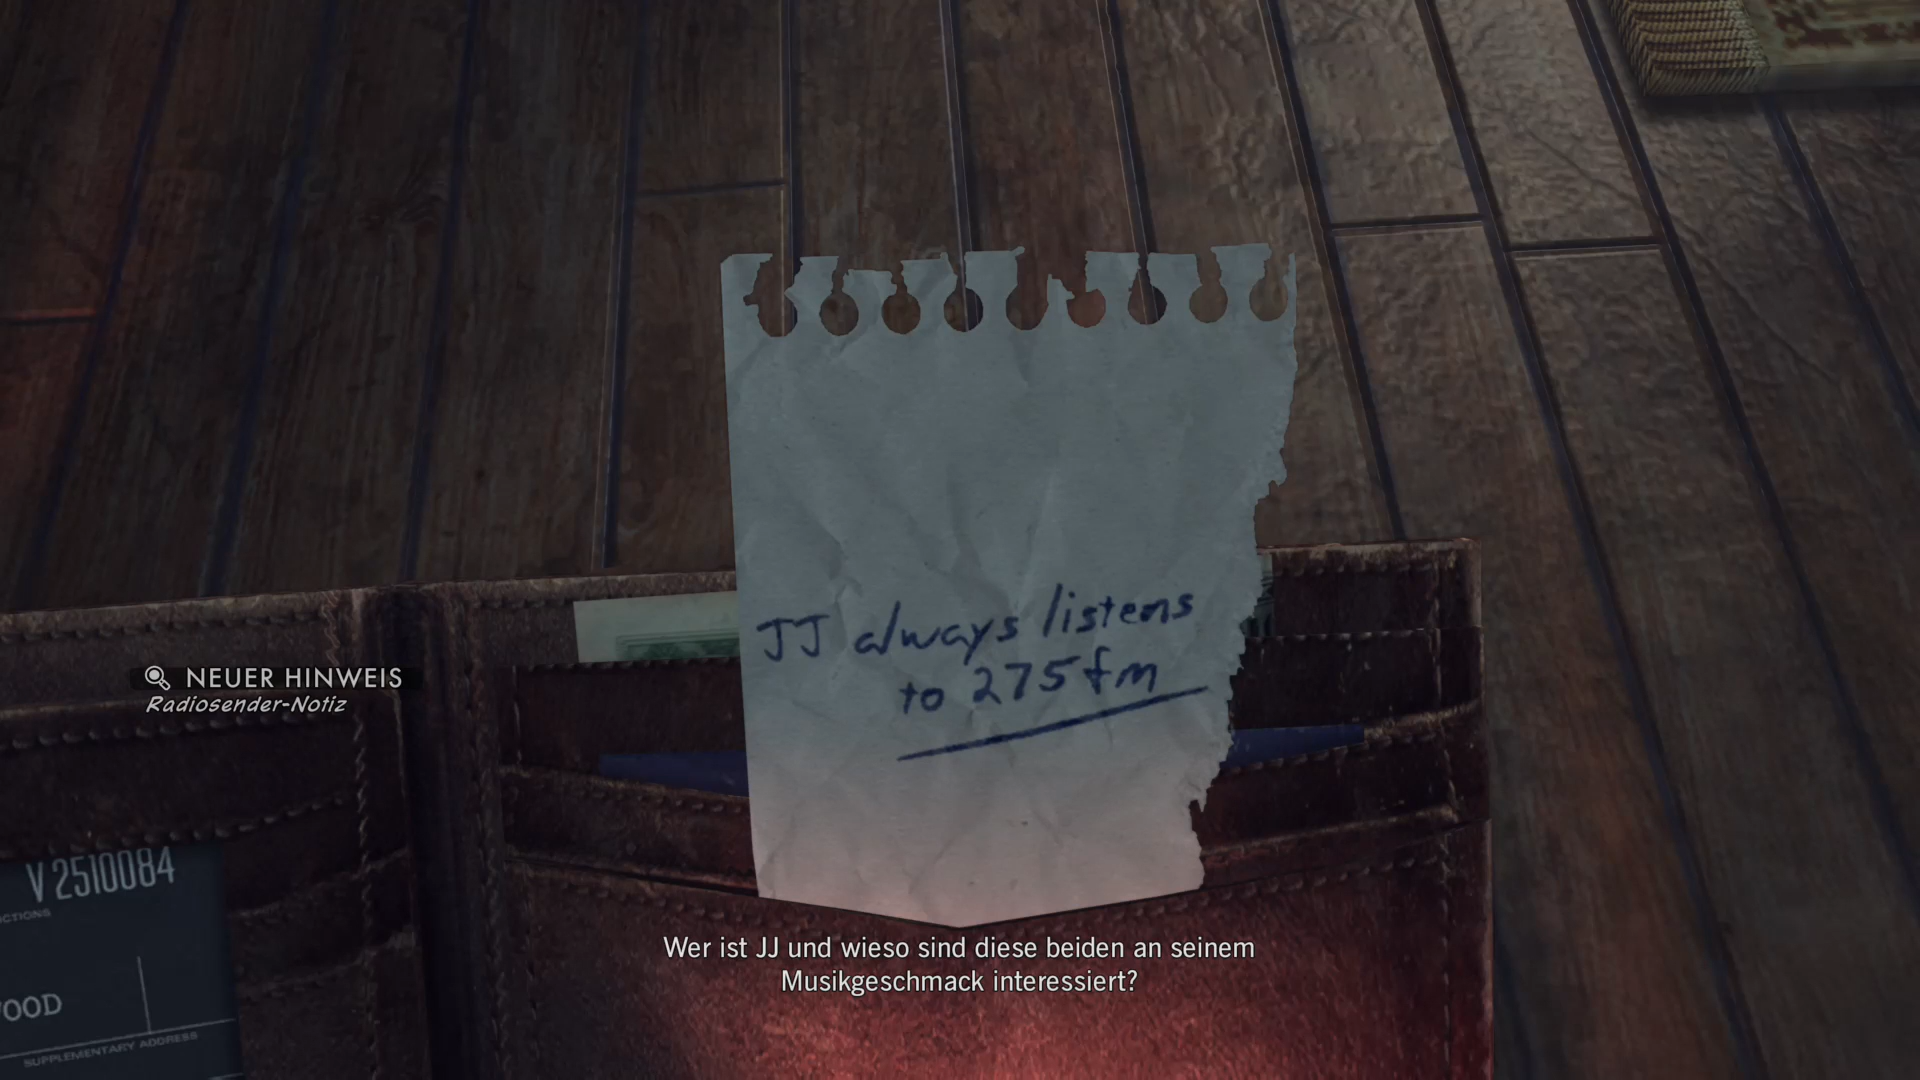 JJ always listens
to 275 fm
NEUER HINWEIS
Radiosender-Notiz
V 2510084
SUPPLEMENTARY ADDRESS
Wer ist JJ und wieso sind diese beiden an seinem
Musikgeschmack interessiert?